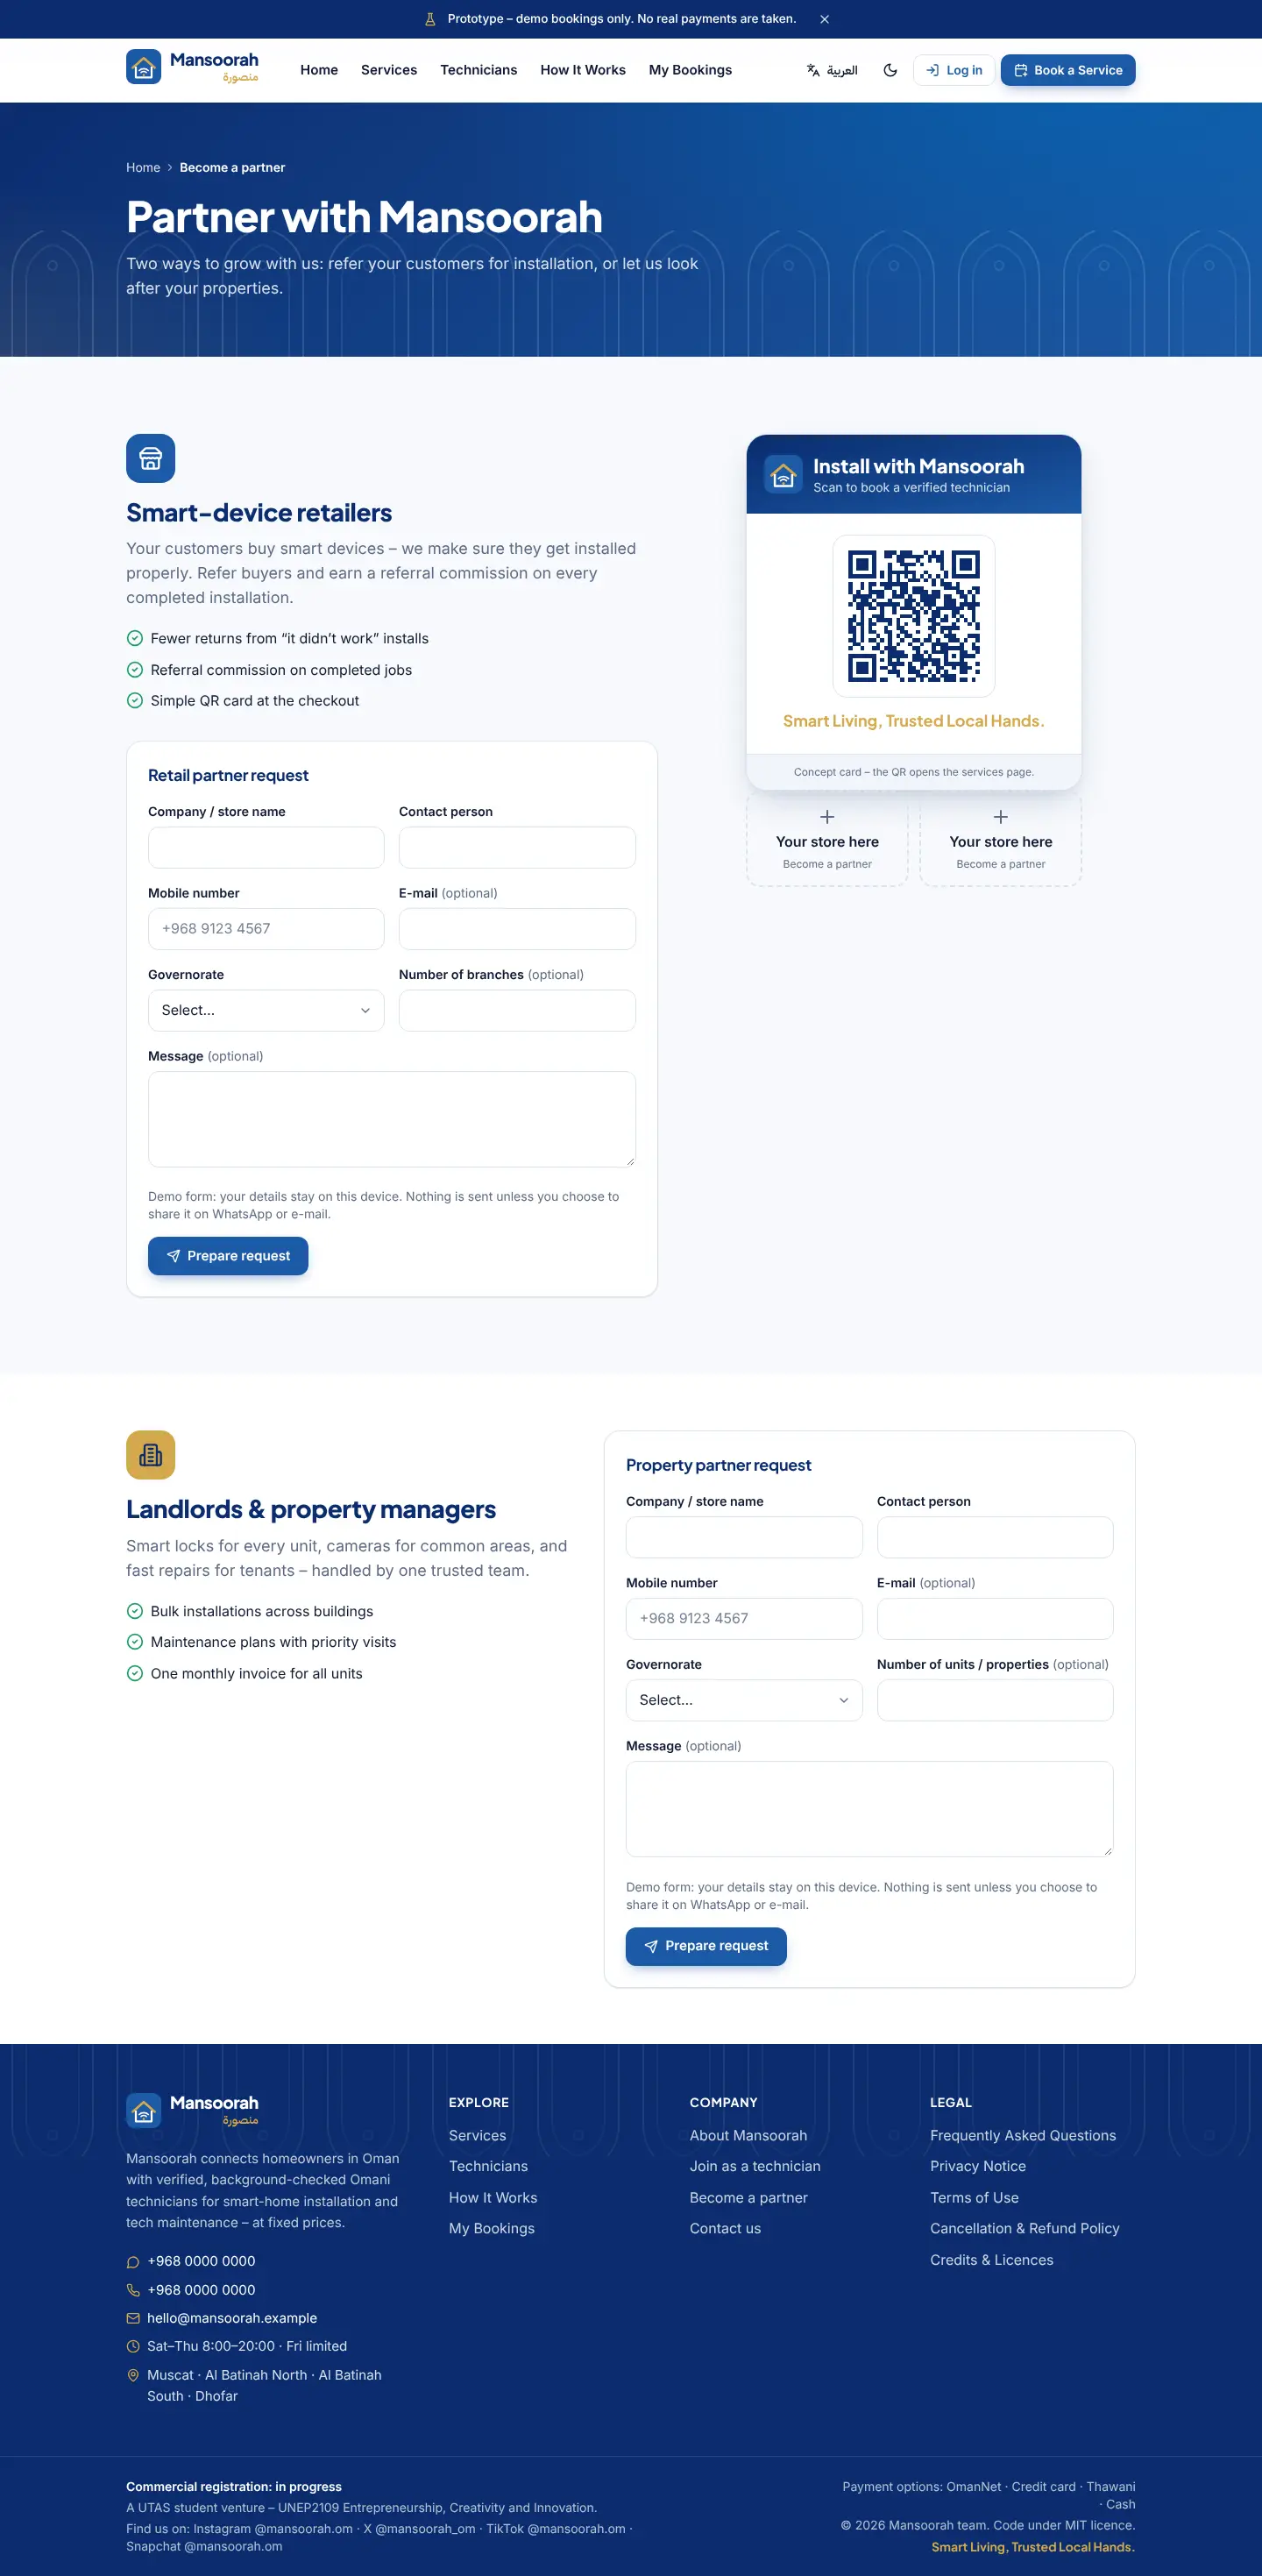 Prototype – demo bookings only. No real payments are taken.
Mansoorah
منصورة
Home
Services
Technicians
How It Works
My Bookings
العربية
Log in
Book a Service
Home
Become a partner
Partner with Mansoorah
Two ways to grow with us: refer your customers for installation, or let us look
after your properties.
Smart-device retailers
Your customers buy smart devices – we make sure they get installed
properly. Refer buyers and earn a referral commission on every
completed installation.
Fewer returns from “it didn’t work” installs
Referral commission on completed jobs
Simple QR card at the checkout
Retail partner request
Company / store name
Contact person
Mobile number
E-mail (optional)
+968 9123 4567
Governorate
Number of branches (optional)
Select…
Message (optional)
Demo form: your details stay on this device. Nothing is sent unless you choose to
share it on WhatsApp or e-mail.
Prepare request
Install with Mansoorah
Scan to book a verified technician
Smart Living, Trusted Local Hands.
Concept card – the QR opens the services page.
Your store here
Become a partner
Your store here
Become a partner
Landlords & property managers
Smart locks for every unit, cameras for common areas, and
fast repairs for tenants – handled by one trusted team.
Bulk installations across buildings
Maintenance plans with priority visits
One monthly invoice for all units
Property partner request
Company / store name
Contact person
Mobile number
E-mail (optional)
+968 9123 4567
Governorate
Number of units / properties (optional)
Select…
Message (optional)
Demo form: your details stay on this device. Nothing is sent unless you choose to
share it on WhatsApp or e-mail.
Prepare request
Mansoorah
منصورة
Mansoorah connects homeowners in Oman
with verified, background-checked Omani
technicians for smart-home installation and
tech maintenance – at fixed prices.
+968 0000 0000
+968 0000 0000
hello@mansoorah.example
Sat–Thu 8:00–20:00 · Fri limited
Muscat · Al Batinah North · Al Batinah
South · Dhofar
EXPLORE
Services
Technicians
How It Works
My Bookings
COMPANY
About Mansoorah
Join as a technician
Become a partner
Contact us
LEGAL
Frequently Asked Questions
Privacy Notice
Terms of Use
Cancellation & Refund Policy
Credits & Licences
Commercial registration: in progress
A UTAS student venture – UNEP2109 Entrepreneurship, Creativity and Innovation.
Find us on: Instagram @mansoorah.om · X @mansoorah_om · TikTok @mansoorah.om ·
Snapchat @mansoorah.om
Payment options: OmanNet · Credit card · Thawani
· Cash
© 2026 Mansoorah team. Code under MIT licence.
Smart Living, Trusted Local Hands.